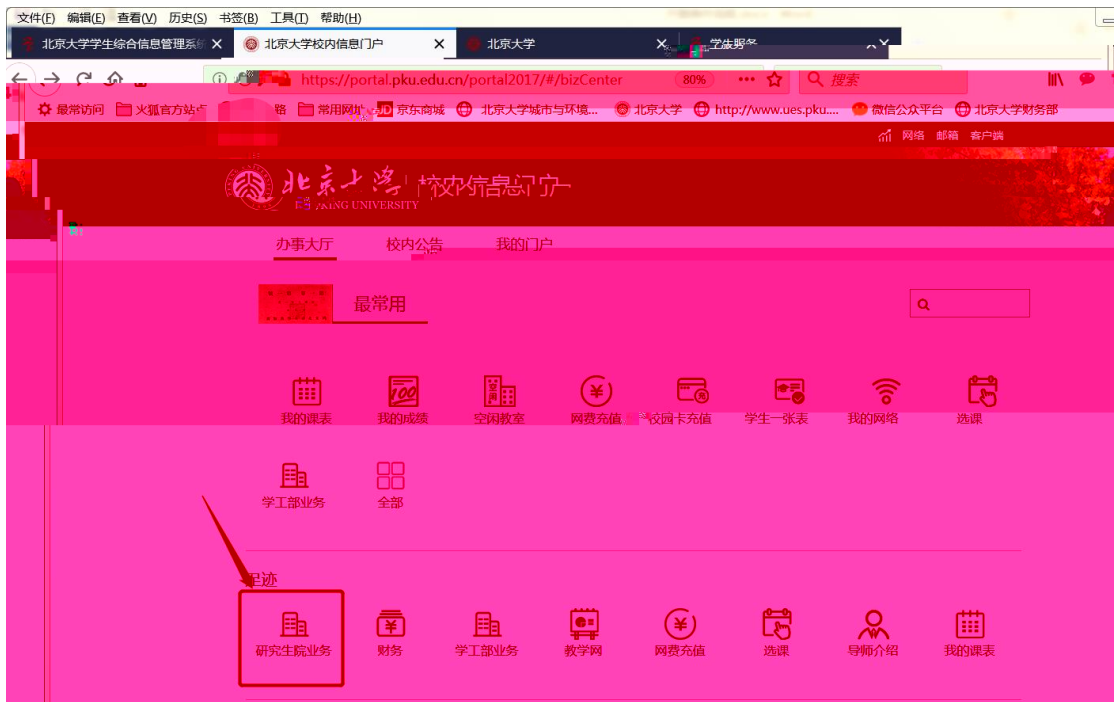 文件(F) 编辑(E) 查看(V) 历史(S) 书签(B) 工具(T) 帮助(H)
北京大学学生综合信息管理系统 北京大学校内信息门户 北京大学
https://portal.pku.edu.cn/portal2017/#/bizCenter 80% 搜索
最常访问 火狐官方站点 常用网址 JD 京东商城 北京大学城市与环境... 北京大学 http://www.ues.pku.... 微信公众平台 北京大学财务部
网络 邮箱 客户端
北京大学 校内信息门户
UNIVERSITY
办事大厅 校内公告 我的门户
最常用
100
我的课表 我的成绩 空闲教室 网费充值 校园卡充值 学生一张表 我的网络 选课
学工部业务 全部
足迹
研究生院业务 财务 学工部业务 教学网 网费充值 选课 导师介绍 我的课表